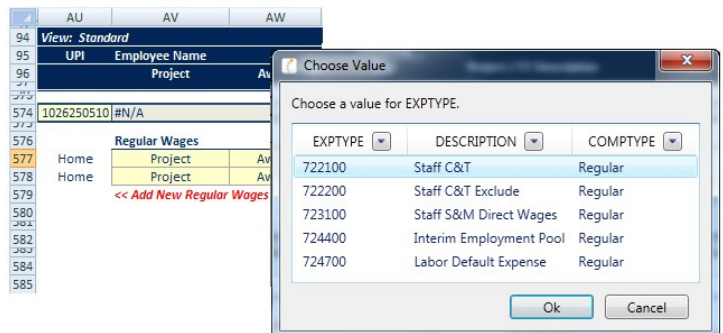 AU AV AW
94 View: Standard
95 UPI Employee Name
96 Project
574 1026250510 #N/A
576 Regular Wages
577 Home Project
578 Home Project
579 << Add New Regular Wages
580
582
584
585
Choose Value
Choose a value for EXPTYPE.
EXPTYPE DESCRIPTION COMPTYPE
722100 Staff C&T Regular
722200 Staff C&T Exclude Regular
723100 Staff S&M Direct Wages Regular
724400 Interim Employment Pool Regular
724700 Labor Default Expense Regular
Ok Cancel